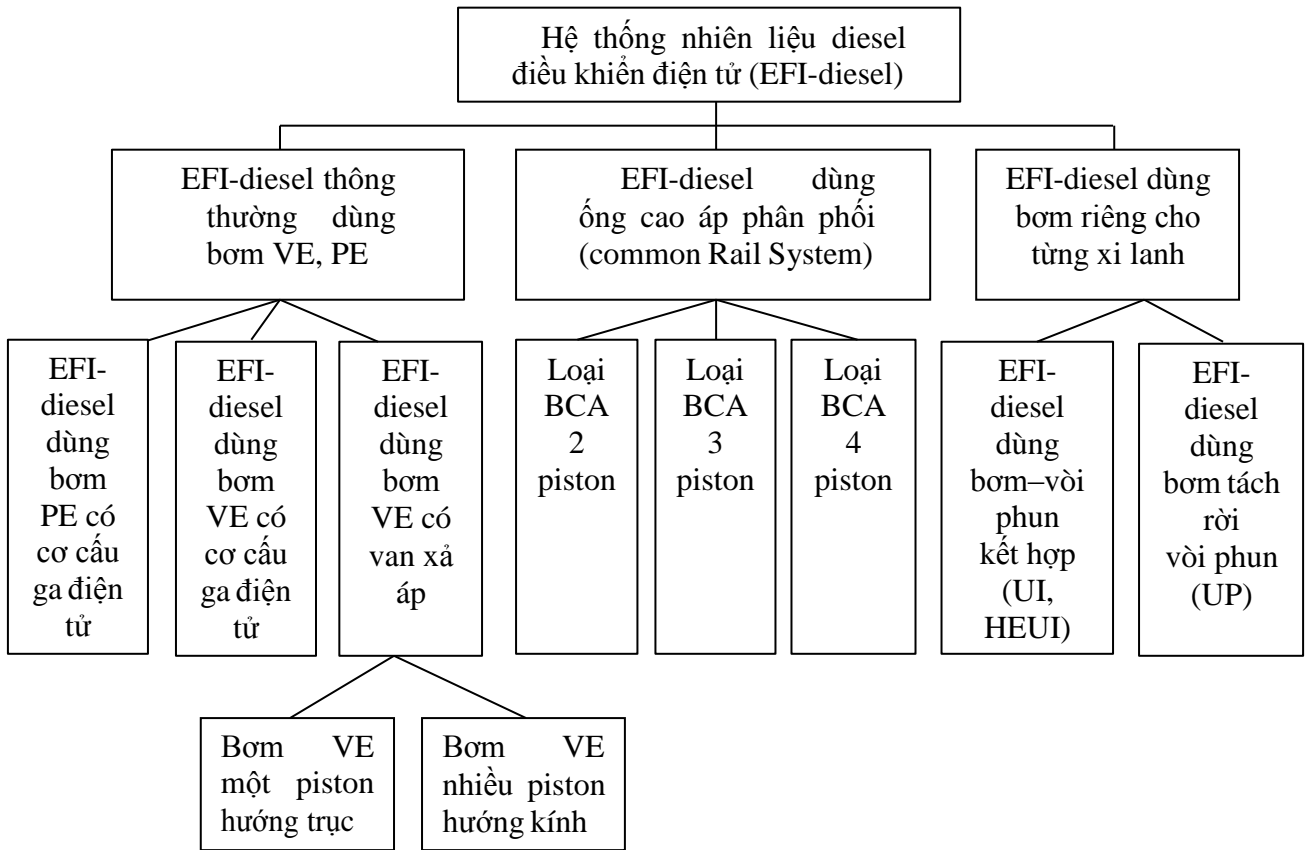 Hệ thống nhiên liệu diesel
điều khiển điện tử (EFI-diesel)
EFI-diesel thông
thường dùng
bơm VE, PE
EFI-diesel dùng
ống cao áp phân phối
(common Rail System)
EFI-diesel dùng
bơm riêng cho
từng xi lanh
EFI-
diesel
dùng
bơm
PE có
cơ cấu
ga điện
tử
EFI-
diesel
dùng
bơm
VE có
cơ cấu
ga điện
tử
EFI-
diesel
dùng
bơm
VE có
van xả
áp
Loại
BCA
2
piston
Loại
BCA
3
piston
Loại
BCA
4
piston
EFI-
diesel
dùng
bơm–vòi
phun
kết hợp
(UI,
HEUI)
EFI-
diesel
dùng
bơm tách
rời
vòi phun
(UP)
Bơm VE
một piston
hướng trục
Bơm VE
nhiều piston
hướng kính